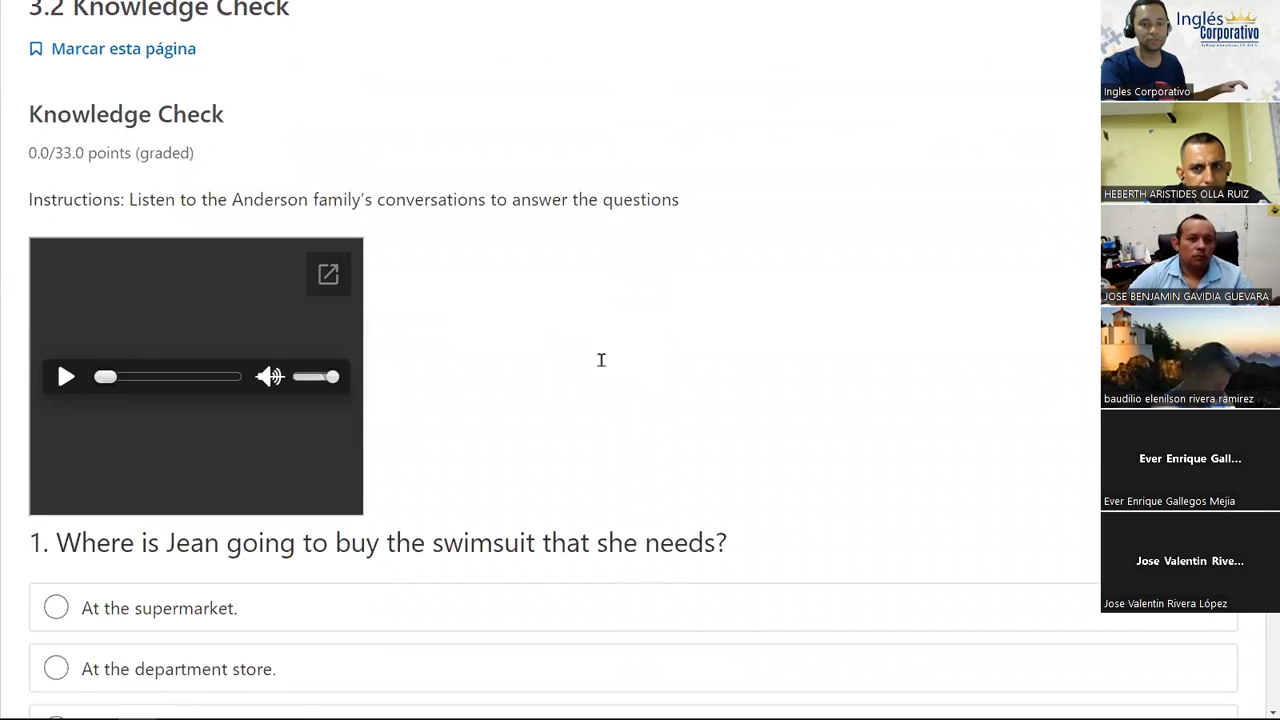 3.2 Knowledge Check
Marcar esta página
Knowledge Check
0.0/33.0 points (graded)
Instructions: Listen to the Anderson family's conversations to answer the questions
1. Where is Jean going to buy the swimsuit that she needs?
At the supermarket.
At the department store.
Inglés
Corporativo
Ingles Corporativo
HEBERTH ARISTIDES OLLA RUIZ
JOSE BENJAMIN GAVIDIA GUEVARA
baudilio elenilson rivera ramirez
Ever Enrique Gall...
Ever Enrique Gallegos Mejia
Jose Valentin Rive...
Jose Valentin Rivera López